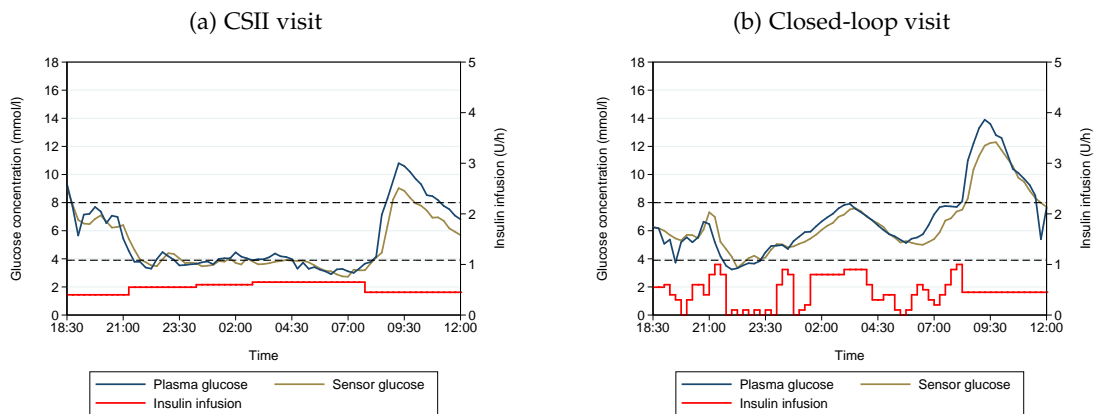 (a) CSII visit
18
16
14
12
10
8
6
4
2
0
Glucose concentration (mmol/l)
5
4
3
2
1
0
Insulin infusion (U/h)
18:30 21:00 23:30 02:00 04:30 07:00 09:30 12:00
Time
Plasma glucose Sensor glucose
Insulin infusion
(b) Closed-loop visit
18
16
14
12
10
8
6
4
2
0
Glucose concentration (mmol/l)
5
4
3
2
1
0
Insulin infusion (U/h)
18:30 21:00 23:30 02:00 04:30 07:00 09:30 12:00
Time
Plasma glucose Sensor glucose
Insulin infusion